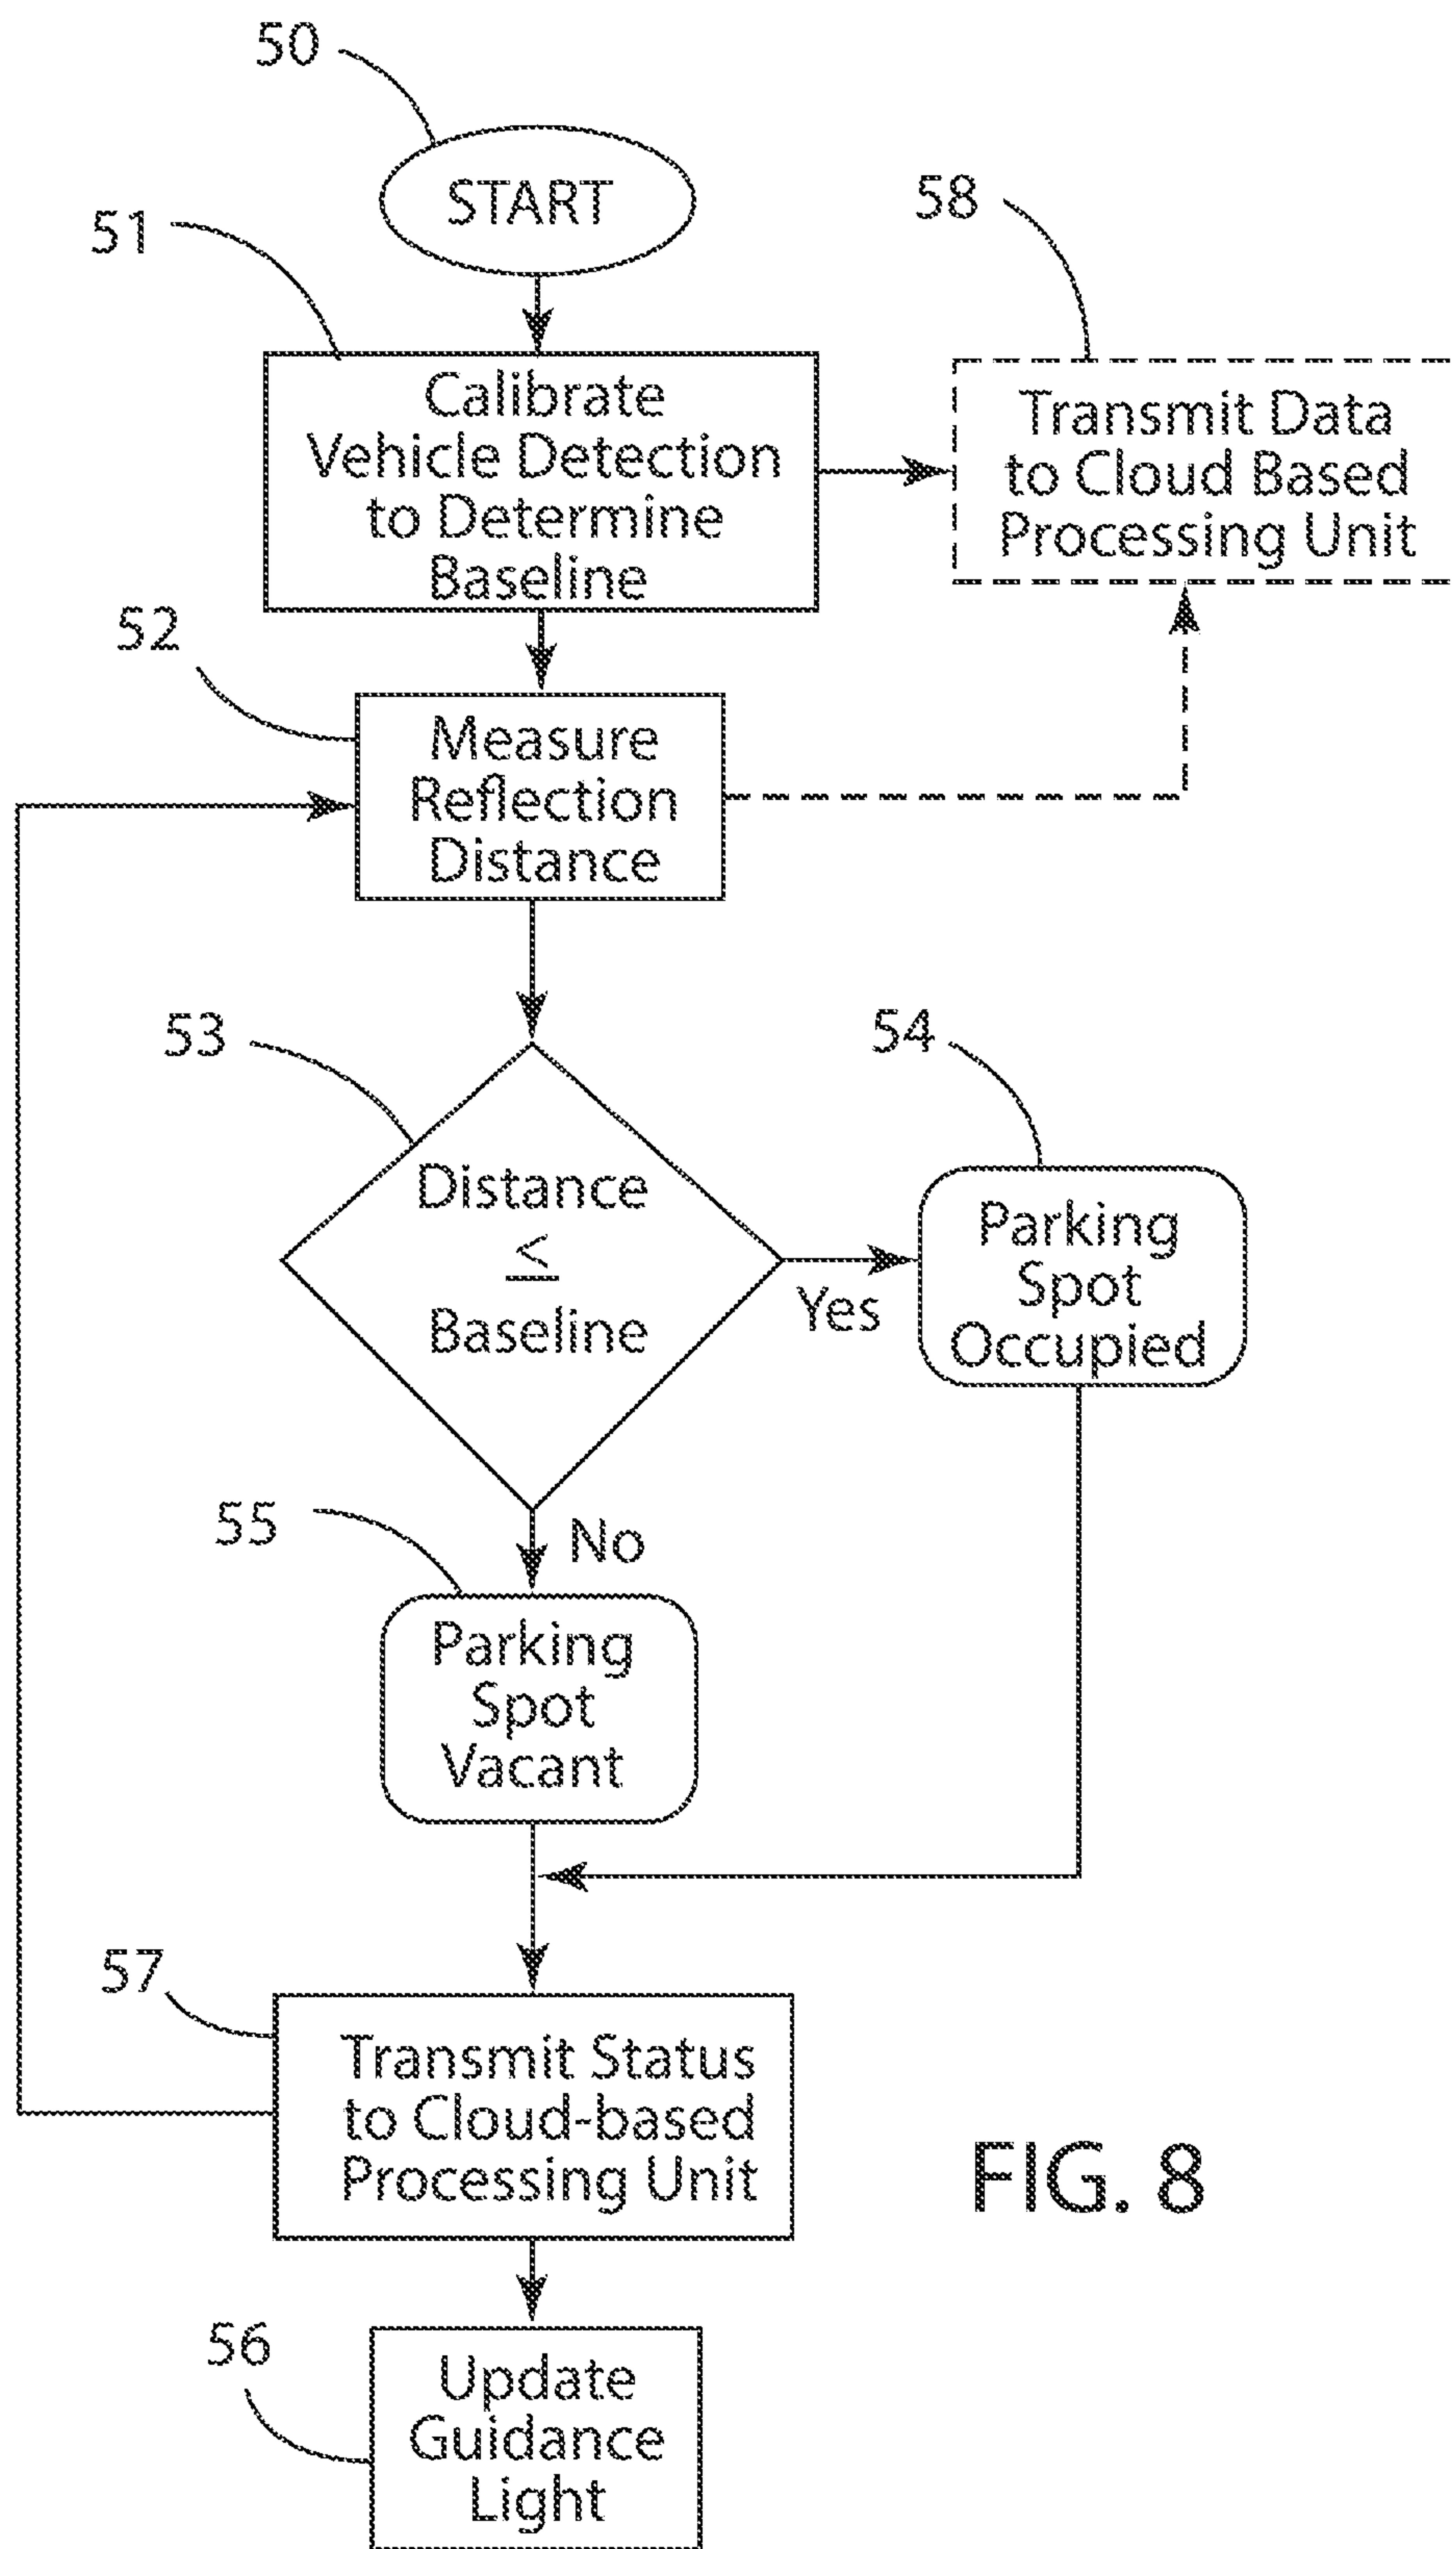 50
START
51
58
Calibrate
Vehicle Detection
to Determine
Baseline
Transmit Data
to Cloud Based
Processing Unit
52
Measure
Reflection
Distance
53
54
Distance
≤
Baseline
Yes
Parking
Spot
Occupied
55
No
Parking
Spot
Vacant
57
Transmit Status
to Cloud-based
Processing Unit
FIG. 8
56
Update
Guidance
Light